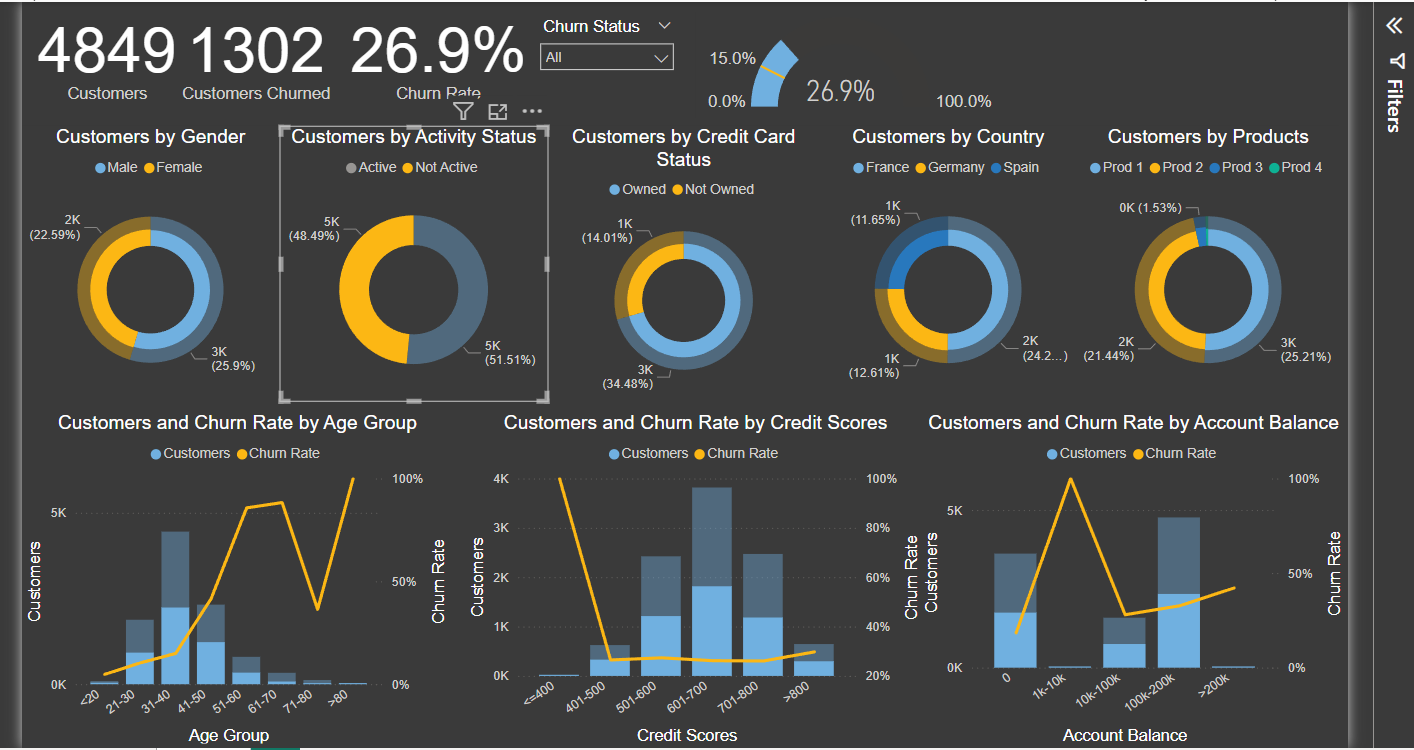 4849
Customers
1302
Customers Churned
26.9%
Churn Rate
Churn Status
All
15.0%
0.0%
26.9%
100.0%
Filters
Customers by Gender
Male Female
2K
(22.59%)
3K
(25.9%)
Customers by Activity Status
Active Not Active
5K
(48.49%)
5K
(51.51%)
Customers by Credit Card
Status
Owned Not Owned
1K
(14.01%)
3K
(34.48%)
Customers by Country
France Germany Spain
1K
(11.65%)
1K
(12.61%)
2K
(24.2...)
Customers by Products
Prod 1 Prod 2 Prod 3 Prod 4
0K (1.53%)
2K
(21.44%)
3K
(25.21%)
Customers and Churn Rate by Age Group
Customers Churn Rate
5K
0K
Customers
100%
50%
0%
Churn Rate
<20 21-30 31-40 41-50 51-60 61-70 71-80 >80
Age Group
Customers and Churn Rate by Credit Scores
Customers Churn Rate
4K
3K
2K
1K
0K
Customers
100%
80%
60%
40%
20%
Churn Rate
<=400 401-500 501-600 601-700 701-800 >800
Credit Scores
Customers and Churn Rate by Account Balance
Customers Churn Rate
5K
0K
Customers
100%
50%
0%
Churn Rate
0 1k-10k 10k-100k 100k-200k >200k
Account Balance